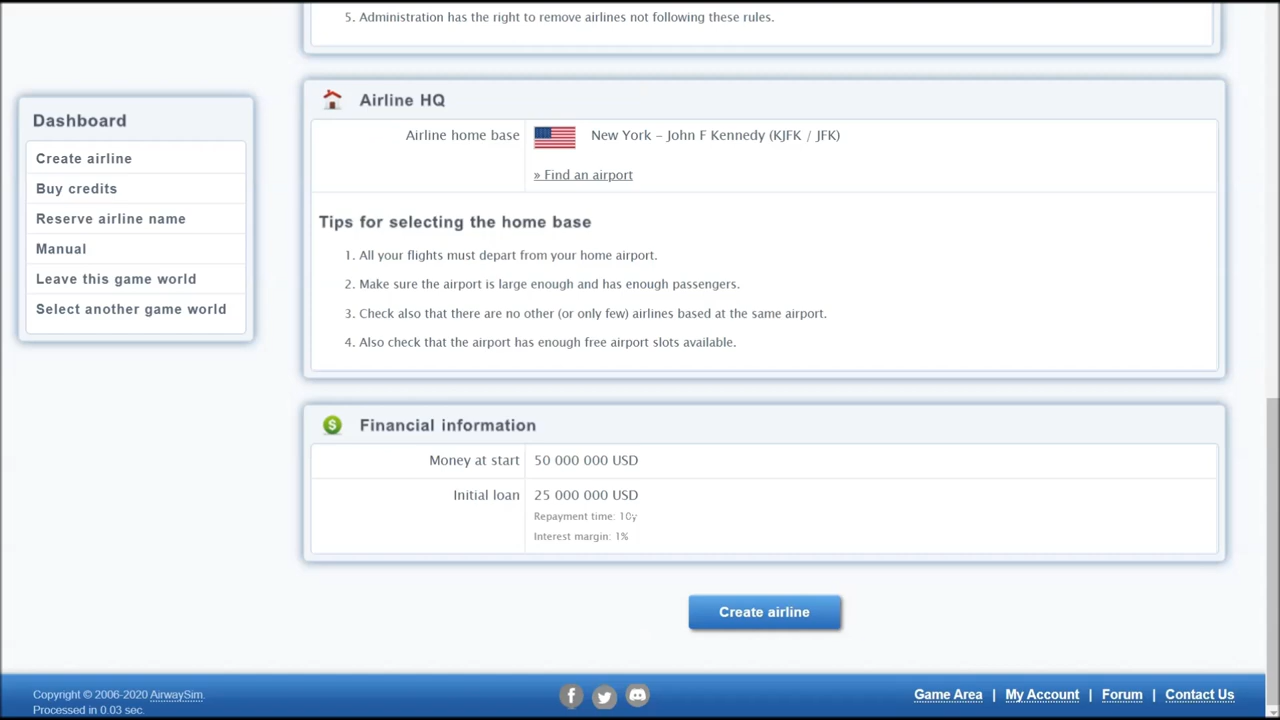 5. Administration has the right to remove airlines not following these rules.
Dashboard
Create airline
Buy credits
Reserve airline name
Manual
Leave this game world
Select another game world
Airline HQ
Airline home base
New York – John F Kennedy (KJFK / JFK)
» Find an airport
Tips for selecting the home base
1. All your flights must depart from your home airport.
2. Make sure the airport is large enough and has enough passengers.
3. Check also that there are no other (or only few) airlines based at the same airport.
4. Also check that the airport has enough free airport slots available.
$
Financial information
Money at start 50 000 000 USD
Initial loan 25 000 000 USD
Repayment time: 10y
Interest margin: 1%
Create airline
Copyright © 2006-2020 AirwaySim.
Processed in 0.03 sec.
Game Area | My Account | Forum | Contact Us